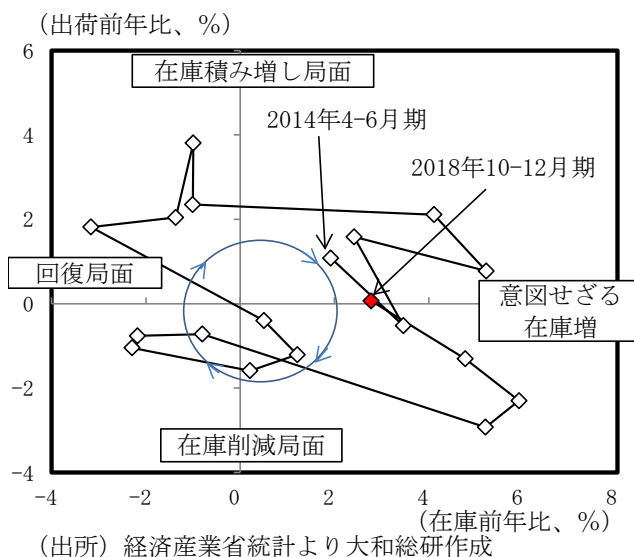 （出荷前年比、%）
6
在庫積み増し局面
4
2014年4-6月期
2018年10-12月期
2
回復局面
0
意図せざる
在庫増
-2
在庫削減局面
-4
-4
-2
0
2
4
6
8
（在庫前年比、%）
（出所）経済産業省統計より大和総研作成